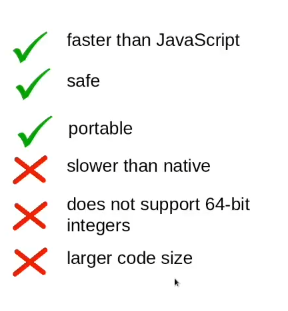 faster than JavaScript
safe
portable
slower than native
does not support 64-bit
integers
larger code size